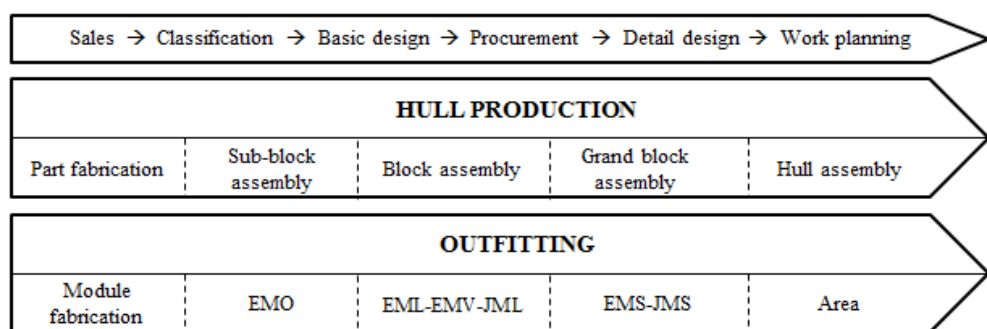 Sales → Classification → Basic design → Procurement → Detail design → Work planning
HULL PRODUCTION
Part fabrication
Sub-block
assembly
Block assembly
Grand block
assembly
Hull assembly
OUTFITTING
Module
fabrication
EMO
EML-EMV-JML
EMS-JMS
Area